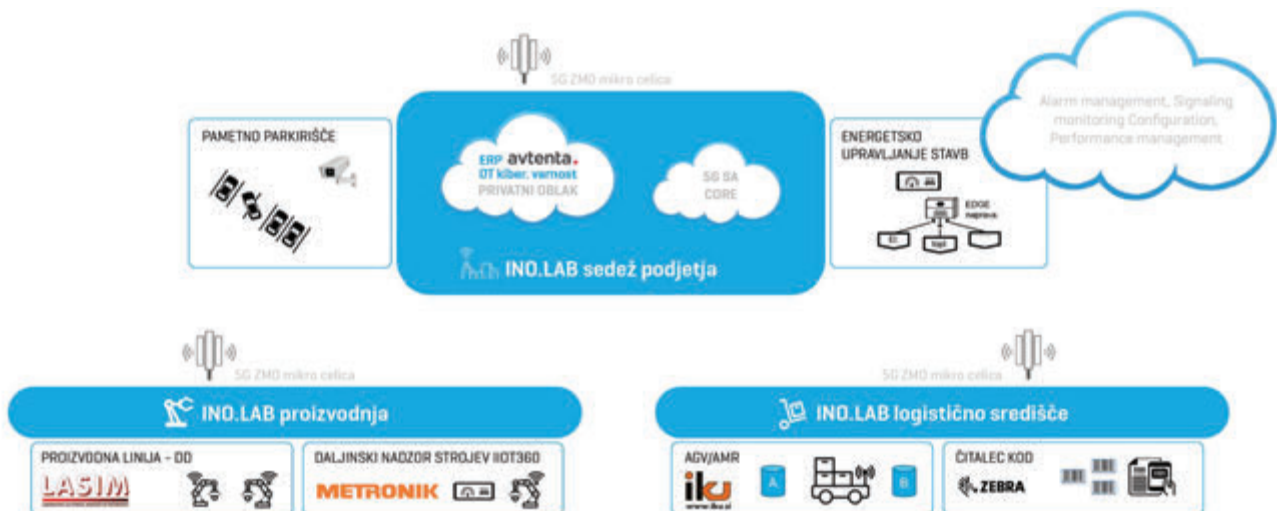 5G ZMO mikro celica
PAMETNO PARKIRIŠČE
ERP avtenta.
OT kiber. varnost
PRIVATNI OBLAK
5G SA
CORE
INO.LAB sedež podjetja
ENERGETSKO
UPRAVLJANJE STAVB
EDGE
naprava
Alarm management, Signaling
monitoring Configuration,
Performance management
5G ZMO mikro celica
INO.LAB proizvodnja
PROIZVODNA LINIJA - DD
LASIM
DALJINSKI NADZOR STROJEV IIOT360
METRONIK
5G ZMO mikro celica
INO.LAB logistično središče
AGV/AMR
iku
www.iku.si
A
B
ČITALEC KOD
ZEBRA